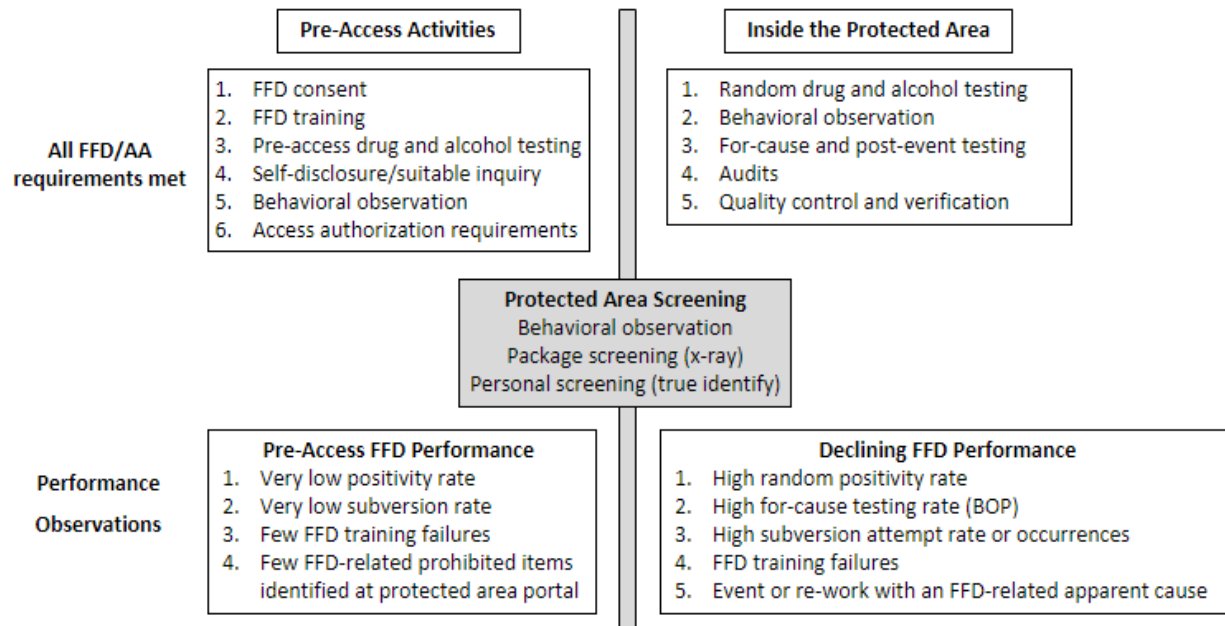 Pre-Access Activities
Inside the Protected Area
All FFD/AA
requirements met
1. FFD consent
2. FFD training
3. Pre-access drug and alcohol testing
4. Self-disclosure/suitable inquiry
5. Behavioral observation
6. Access authorization requirements
1. Random drug and alcohol testing
2. Behavioral observation
3. For-cause and post-event testing
4. Audits
5. Quality control and verification
Protected Area Screening
Behavioral observation
Package screening (x-ray)
Personal screening (true identify)
Performance
Observations
Pre-Access FFD Performance
1. Very low positivity rate
2. Very low subversion rate
3. Few FFD training failures
4. Few FFD-related prohibited items
identified at protected area portal
Declining FFD Performance
1. High random positivity rate
2. High for-cause testing rate (BOP)
3. High subversion attempt rate or occurrences
4. FFD training failures
5. Event or re-work with an FFD-related apparent cause